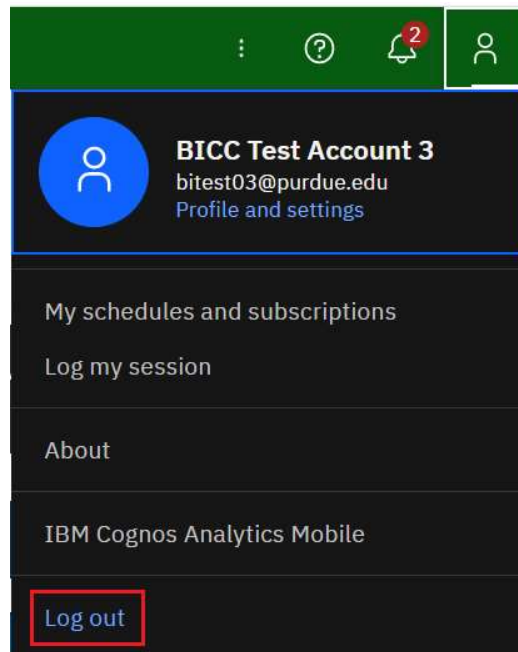 2
BICC Test Account 3
bitest03@purdue.edu
Profile and settings
My schedules and subscriptions
Log my session
About
IBM Cognos Analytics Mobile
Log out